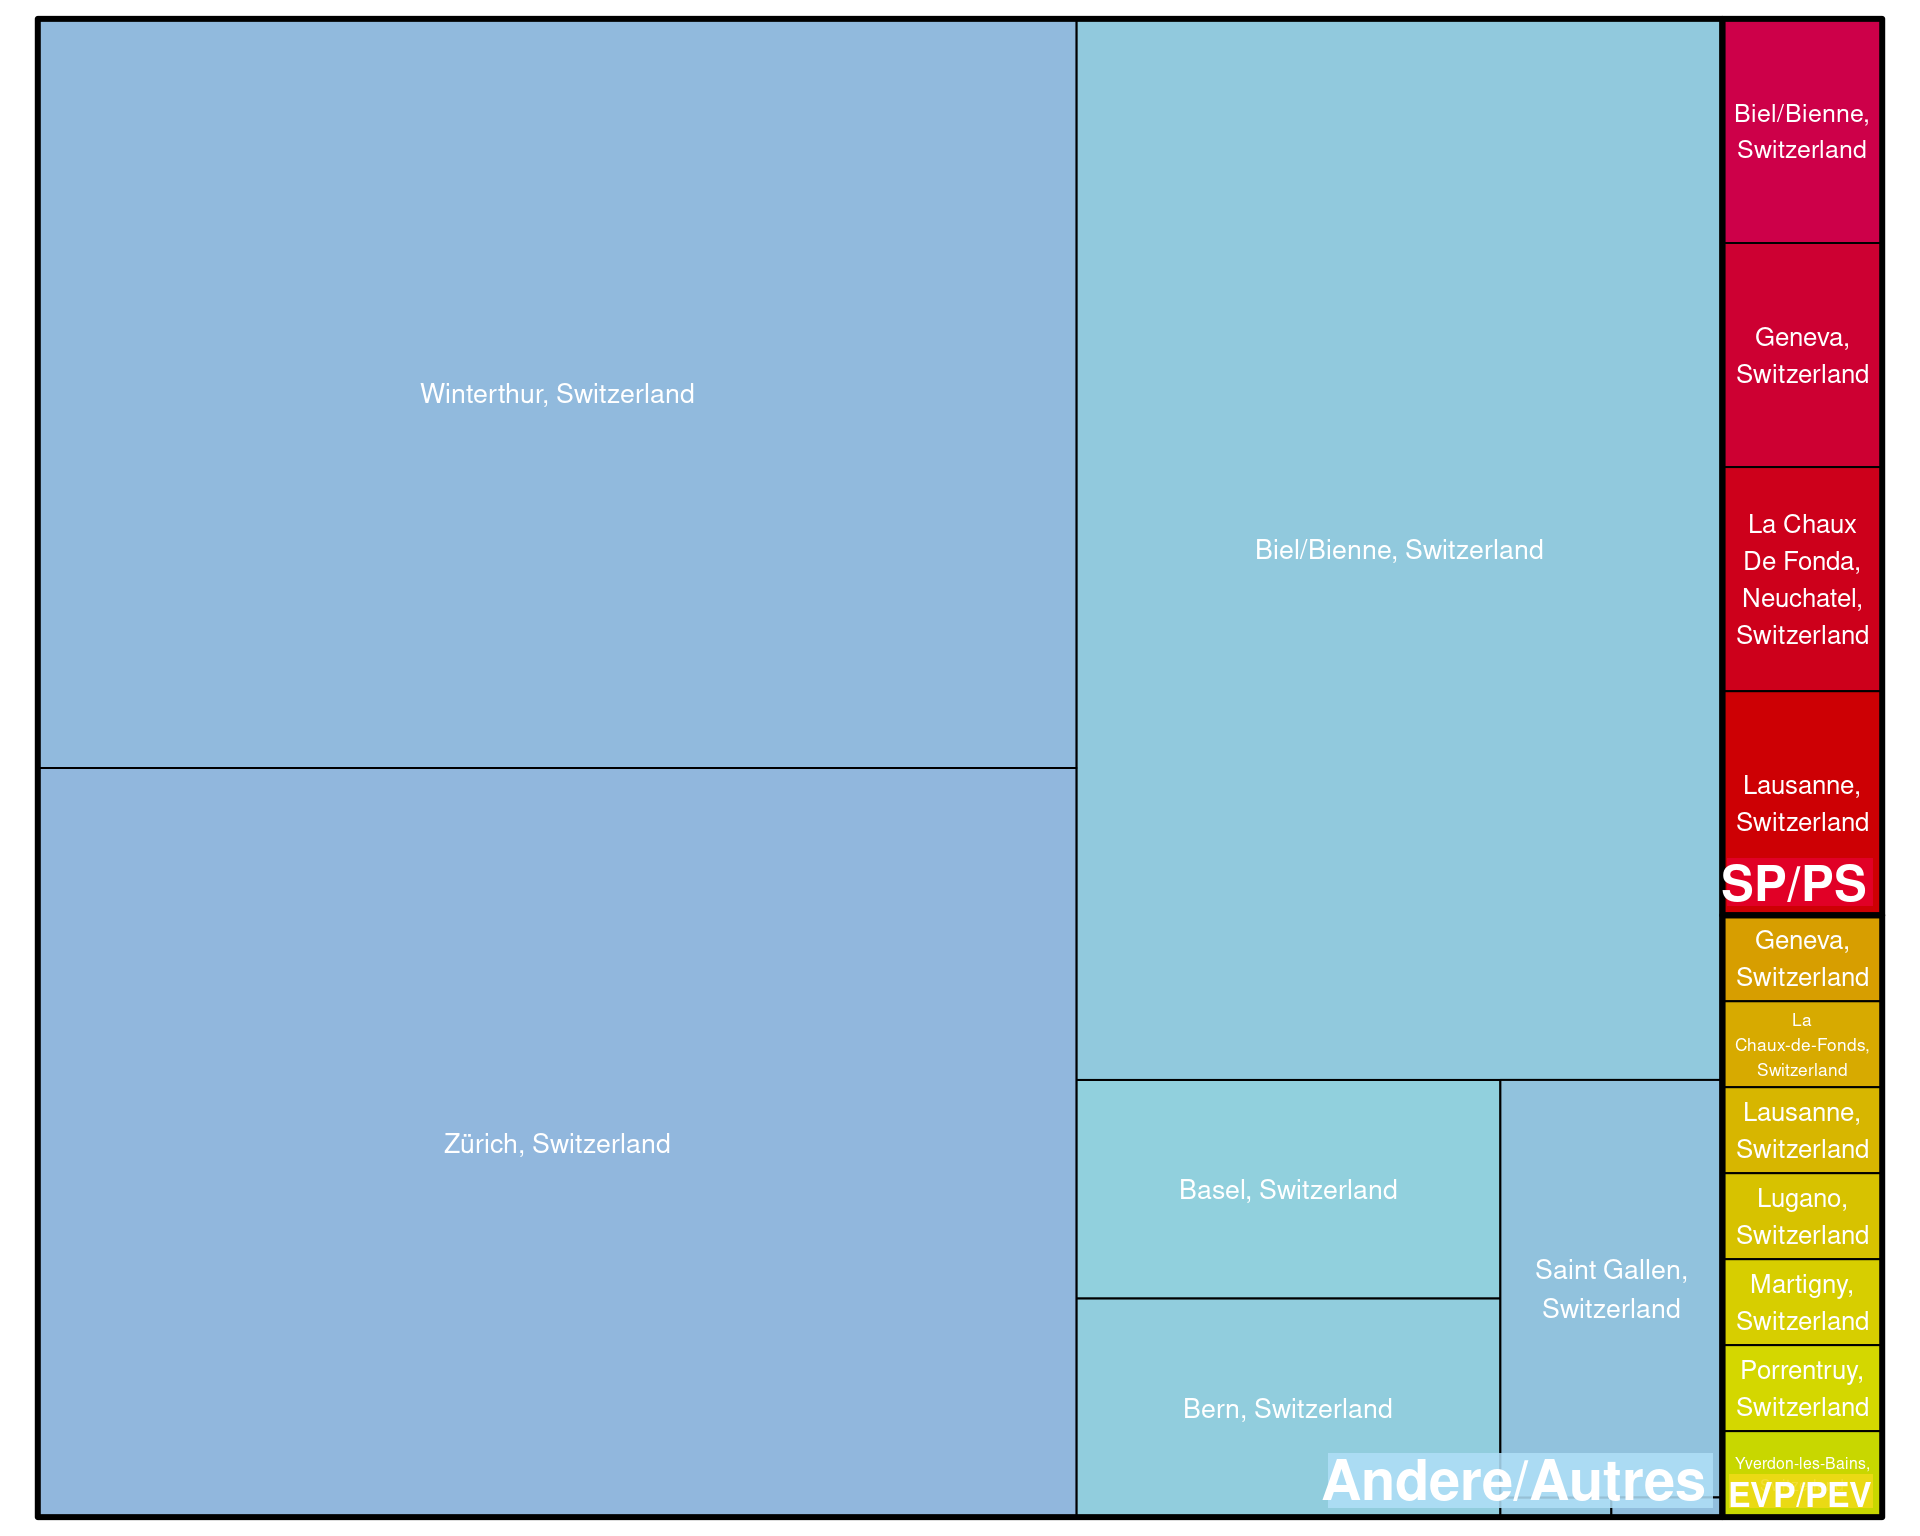 Winterthur, Switzerland
Zürich, Switzerland
Biel/Bienne, Switzerland
Basel, Switzerland
Bern, Switzerland
Saint Gallen,
Switzerland
Andere/Autres
Biel/Bienne,
Switzerland
Geneva,
Switzerland
La Chaux
De Fonda,
Neuchatel,
Switzerland
Lausanne,
Switzerland
SP/PS
Geneva,
Switzerland
La
Chaux-de-Fonds,
Switzerland
Lausanne,
Switzerland
Lugano,
Switzerland
Martigny,
Switzerland
Porrentruy,
Switzerland
Yverdon-les-Bains,
EVP/PEV